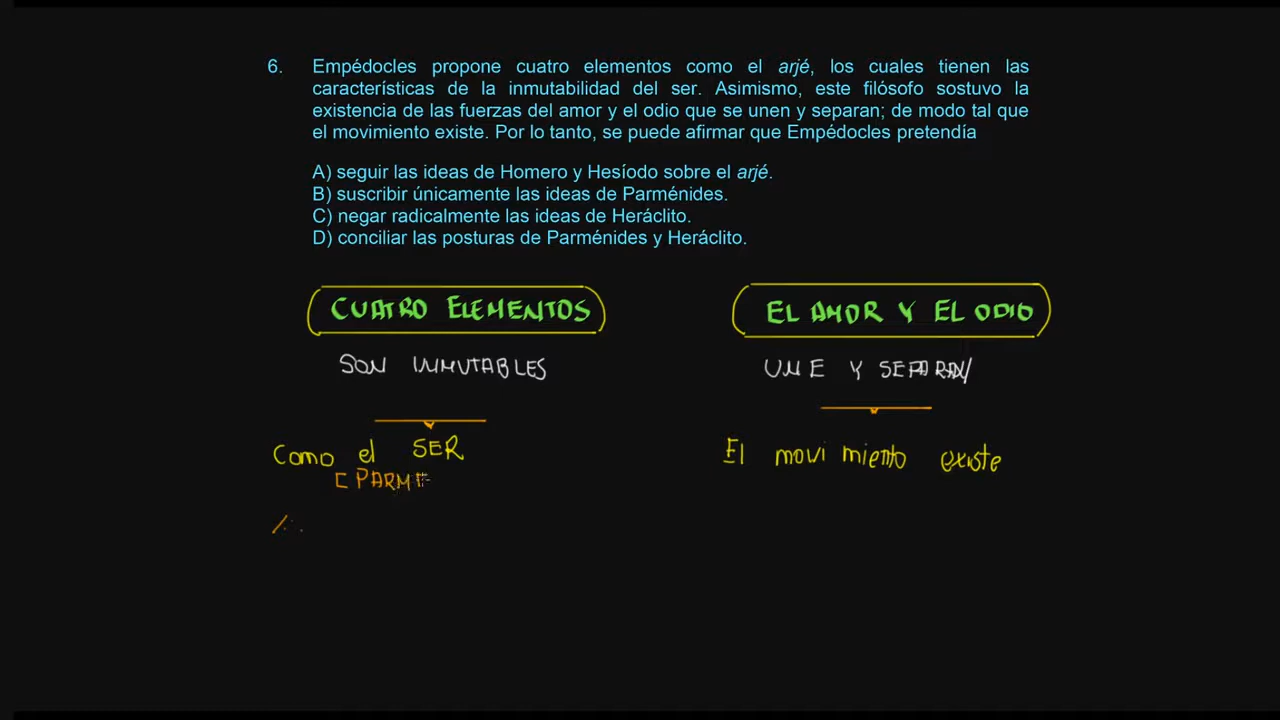 6. Empédocles propone cuatro elementos como el arjé, los cuales tienen las
características de la inmutabilidad del ser. Asimismo, este filósofo sostuvo la
existencia de las fuerzas del amor y el odio que se unen y separan; de modo tal que
el movimiento existe. Por lo tanto, se puede afirmar que Empédocles pretendía
A) seguir las ideas de Homero y Hesíodo sobre el arjé.
B) suscribir únicamente las ideas de Parménides.
C) negar radicalmente las ideas de Heráclito.
D) conciliar las posturas de Parménides y Heráclito.
CUATRO ELEMENTOS
EL AMOR Y EL ODIO
SON INMUTABLES
UNE Y SEPARAN
Como el SER
El movimiento existe
[PARME